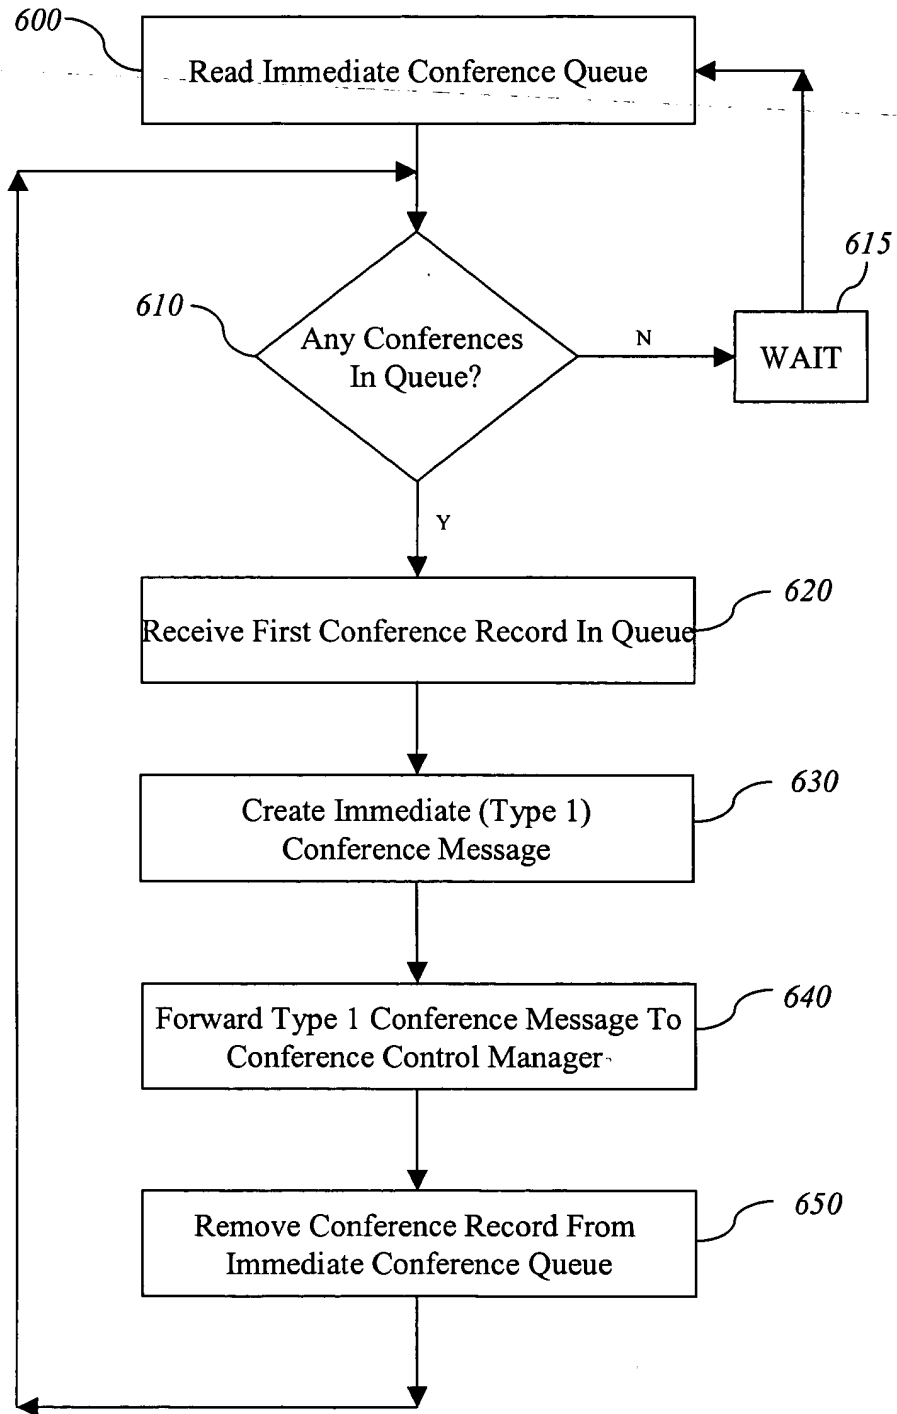 600
Read Immediate Conference Queue
615
610
Any Conferences
In Queue?
N
WAIT
Y
620
Receive First Conference Record In Queue
630
Create Immediate (Type 1)
Conference Message
640
Forward Type 1 Conference Message To
Conference Control Manager
650
Remove Conference Record From
Immediate Conference Queue